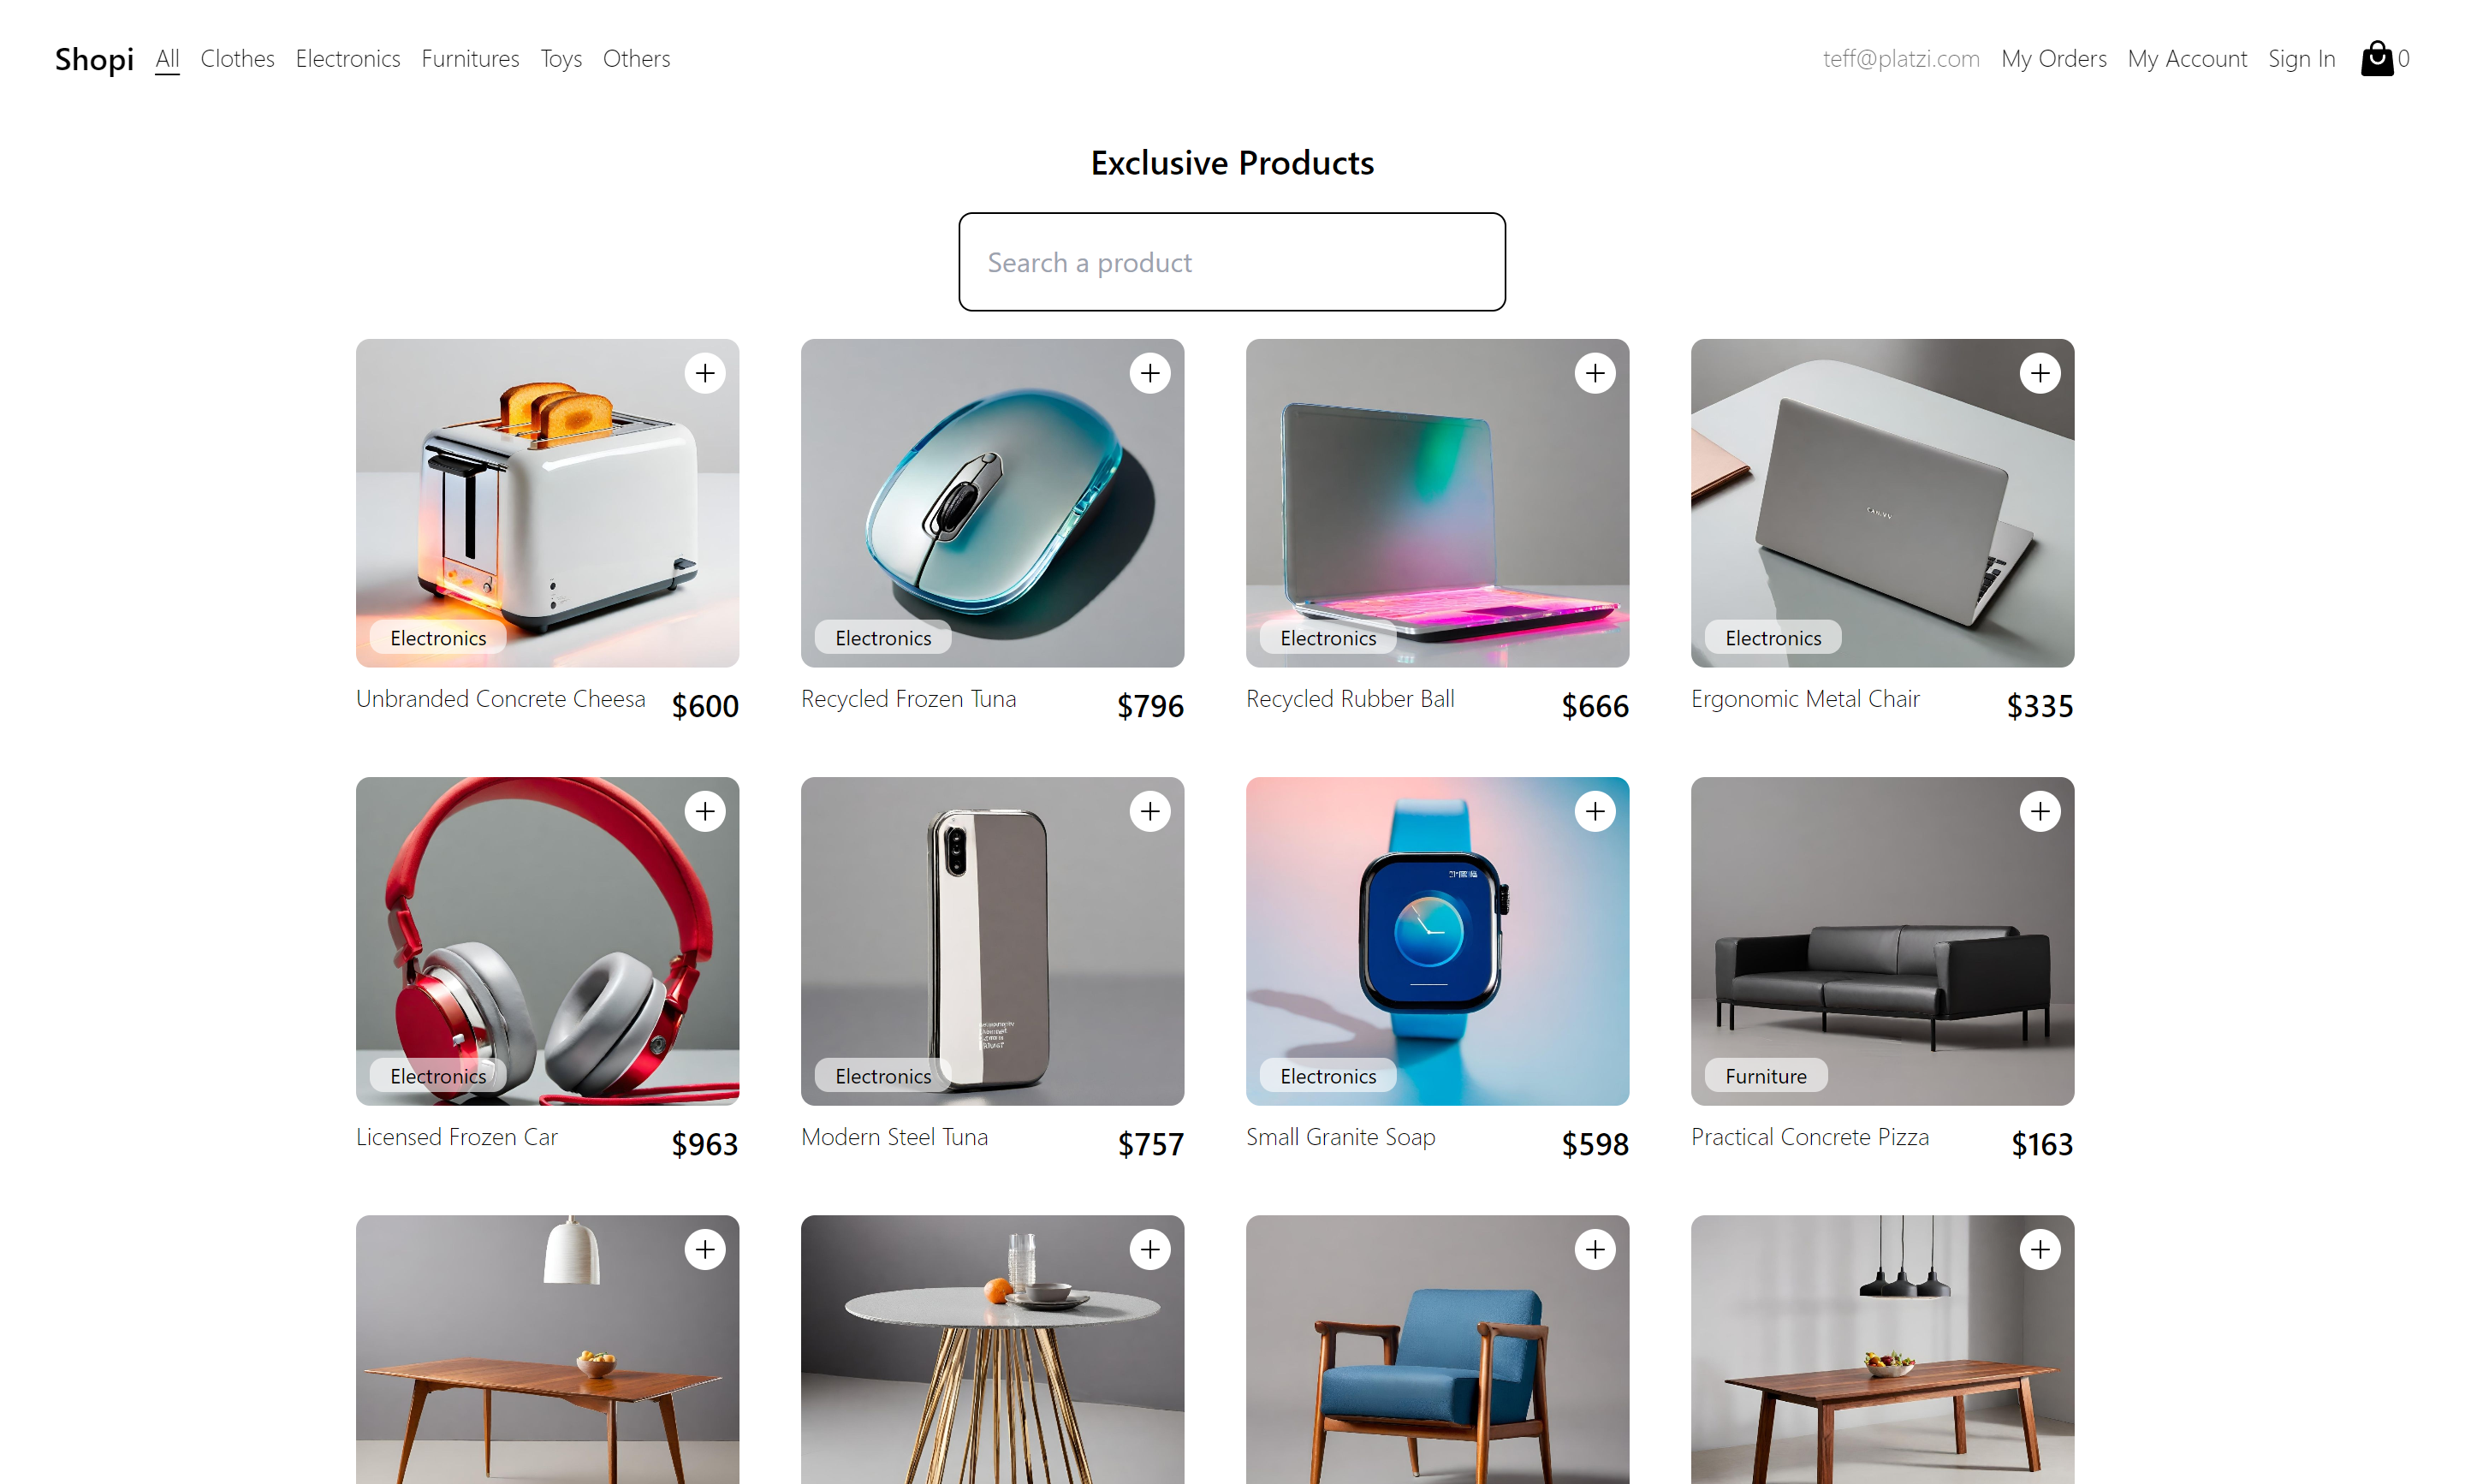 Shopi All Clothes Electronics Furnitures Toys Others teff@platzi.com My Orders My Account Sign In 0
Exclusive Products
Search a product
Electronics
Unbranded Concrete Cheesa $600
Electronics
Recycled Frozen Tuna $796
Electronics
Recycled Rubber Ball $666
Electronics
Ergonomic Metal Chair $335
Electronics
Licensed Frozen Car $963
Electronics
Modern Steel Tuna $757
Electronics
Small Granite Soap $598
Furniture
Practical Concrete Pizza $163